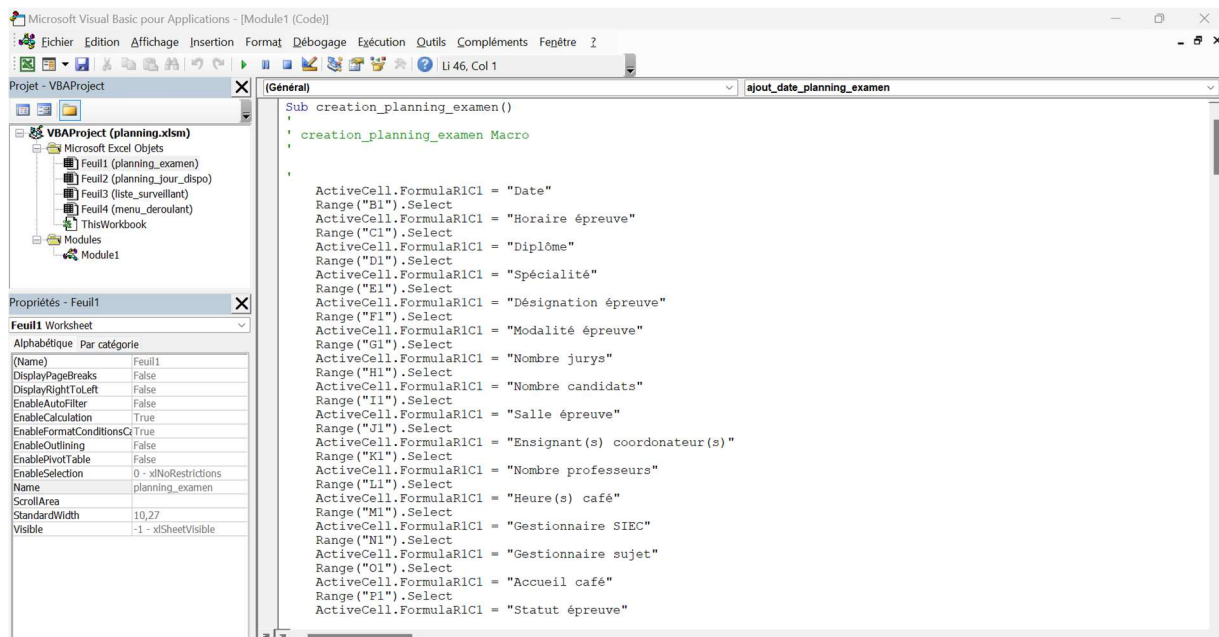 Microsoft Visual Basic pour Applications - [Module1 (Code)]
Fichier Edition Affichage Insertion Format Débogage Exécution Outils Compléments Fenêtre ?
Li 46, Col 1
Projet - VBAProject
(Général)
ajout_date_planning_examen
VBAProject (planning.xlsm)
Microsoft Excel Objets
Feuil1 (planning_examen)
Feuil2 (planning_jour_dispo)
Feuil3 (liste_surveillant)
Feuil4 (menu_deroulant)
ThisWorkbook
Modules
Module1
Propriétés - Feuil1
Feuil1 Worksheet
Alphabétique Par catégorie
(Name) Feuil1
DisplayPageBreaks False
DisplayRightToLeft False
EnableAutoFilter False
EnableCalculation True
EnableFormatConditionsCa True
EnableOutlining False
EnablePivotTable False
EnableSelection 0 - xlNoRestrictions
Name planning_examen
ScrollArea
StandardWidth 10,27
Visible -1 - xlSheetVisible
Sub creation_planning_examen()
'
' creation_planning_examen Macro
'
'
ActiveCell.FormulaR1C1 = "Date"
Range("B1").Select
ActiveCell.FormulaR1C1 = "Horaire épreuve"
Range("C1").Select
ActiveCell.FormulaR1C1 = "Diplôme"
Range("D1").Select
ActiveCell.FormulaR1C1 = "Spécialité"
Range("E1").Select
ActiveCell.FormulaR1C1 = "Désignation épreuve"
Range("F1").Select
ActiveCell.FormulaR1C1 = "Modalité épreuve"
Range("G1").Select
ActiveCell.FormulaR1C1 = "Nombre jurys"
Range("H1").Select
ActiveCell.FormulaR1C1 = "Nombre candidats"
Range("I1").Select
ActiveCell.FormulaR1C1 = "Salle épreuve"
Range("J1").Select
ActiveCell.FormulaR1C1 = "Ensignant(s) coordonateur(s)"
Range("K1").Select
ActiveCell.FormulaR1C1 = "Nombre professeurs"
Range("L1").Select
ActiveCell.FormulaR1C1 = "Heure(s) café"
Range("M1").Select
ActiveCell.FormulaR1C1 = "Gestionnaire SIEC"
Range("N1").Select
ActiveCell.FormulaR1C1 = "Gestionnaire sujet"
Range("O1").Select
ActiveCell.FormulaR1C1 = "Accueil café"
Range("P1").Select
ActiveCell.FormulaR1C1 = "Statut épreuve"